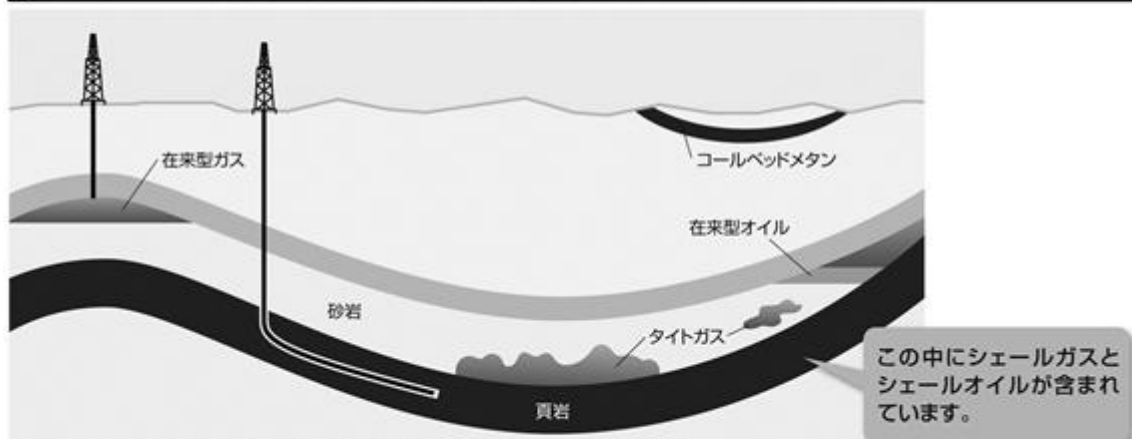 在来型ガス
コールベッドメタン
在来型オイル
砂岩
タイトガス
頁岩
この中にシェールガスと
シェールオイルが含まれ
ています。